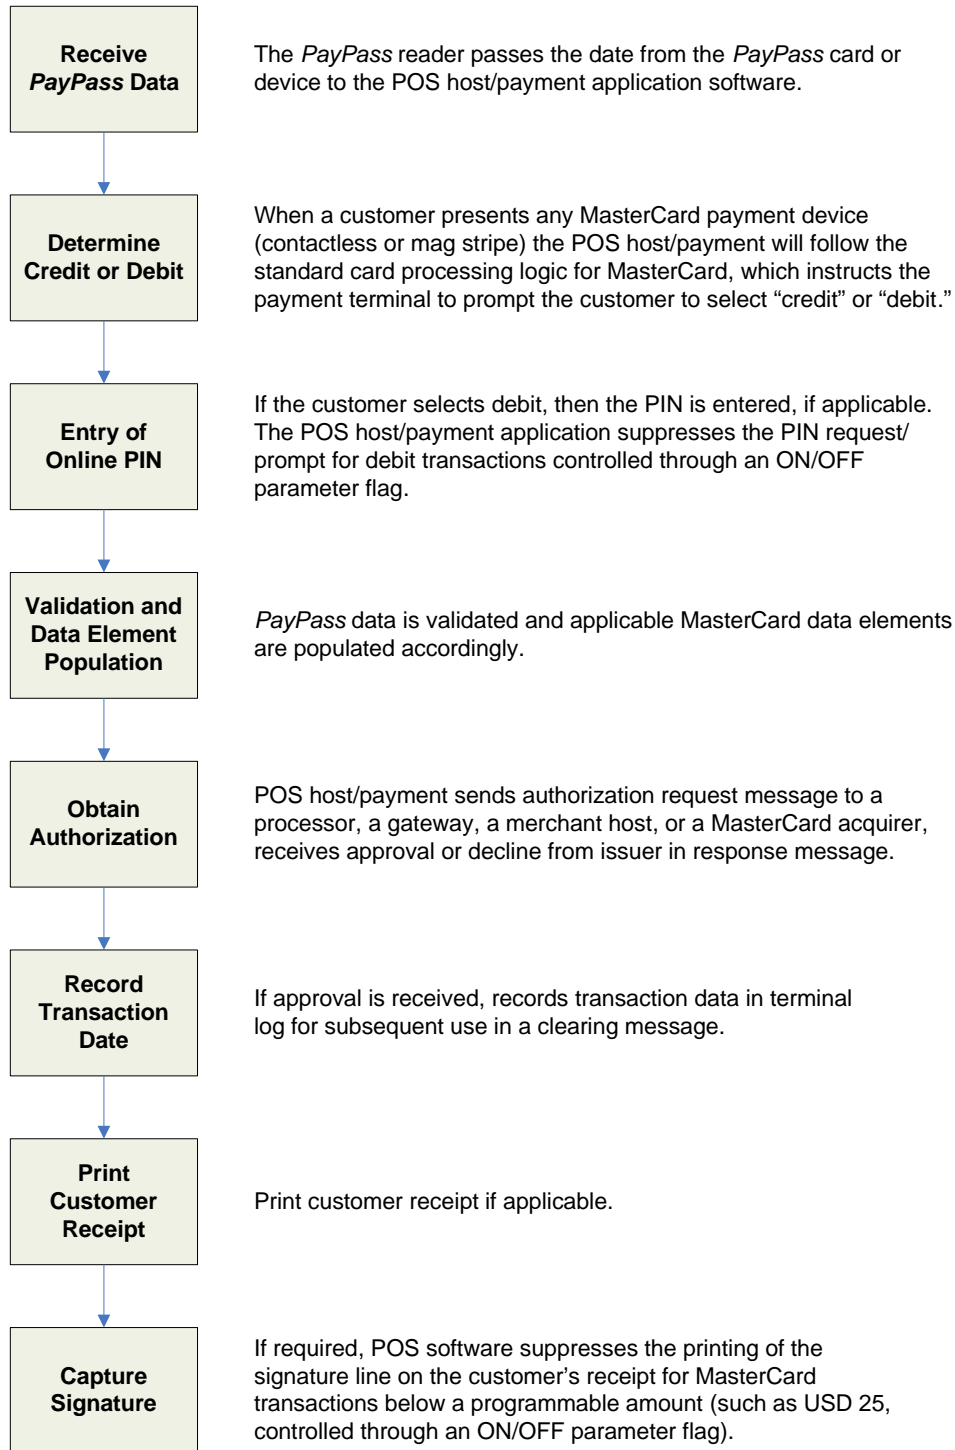 Receive
PayPass Data
The PayPass reader passes the date from the PayPass card or
device to the POS host/payment application software.
Determine
Credit or Debit
When a customer presents any MasterCard payment device
(contactless or mag stripe) the POS host/payment will follow the
standard card processing logic for MasterCard, which instructs the
payment terminal to prompt the customer to select “credit” or “debit.”
Entry of
Online PIN
If the customer selects debit, then the PIN is entered, if applicable.
The POS host/payment application suppresses the PIN request/
prompt for debit transactions controlled through an ON/OFF
parameter flag.
Validation and
Data Element
Population
PayPass data is validated and applicable MasterCard data elements
are populated accordingly.
Obtain
Authorization
POS host/payment sends authorization request message to a
processor, a gateway, a merchant host, or a MasterCard acquirer,
receives approval or decline from issuer in response message.
Record
Transaction
Date
If approval is received, records transaction data in terminal
log for subsequent use in a clearing message.
Print
Customer
Receipt
Print customer receipt if applicable.
Capture
Signature
If required, POS software suppresses the printing of the
signature line on the customer’s receipt for MasterCard
transactions below a programmable amount (such as USD 25,
controlled through an ON/OFF parameter flag).